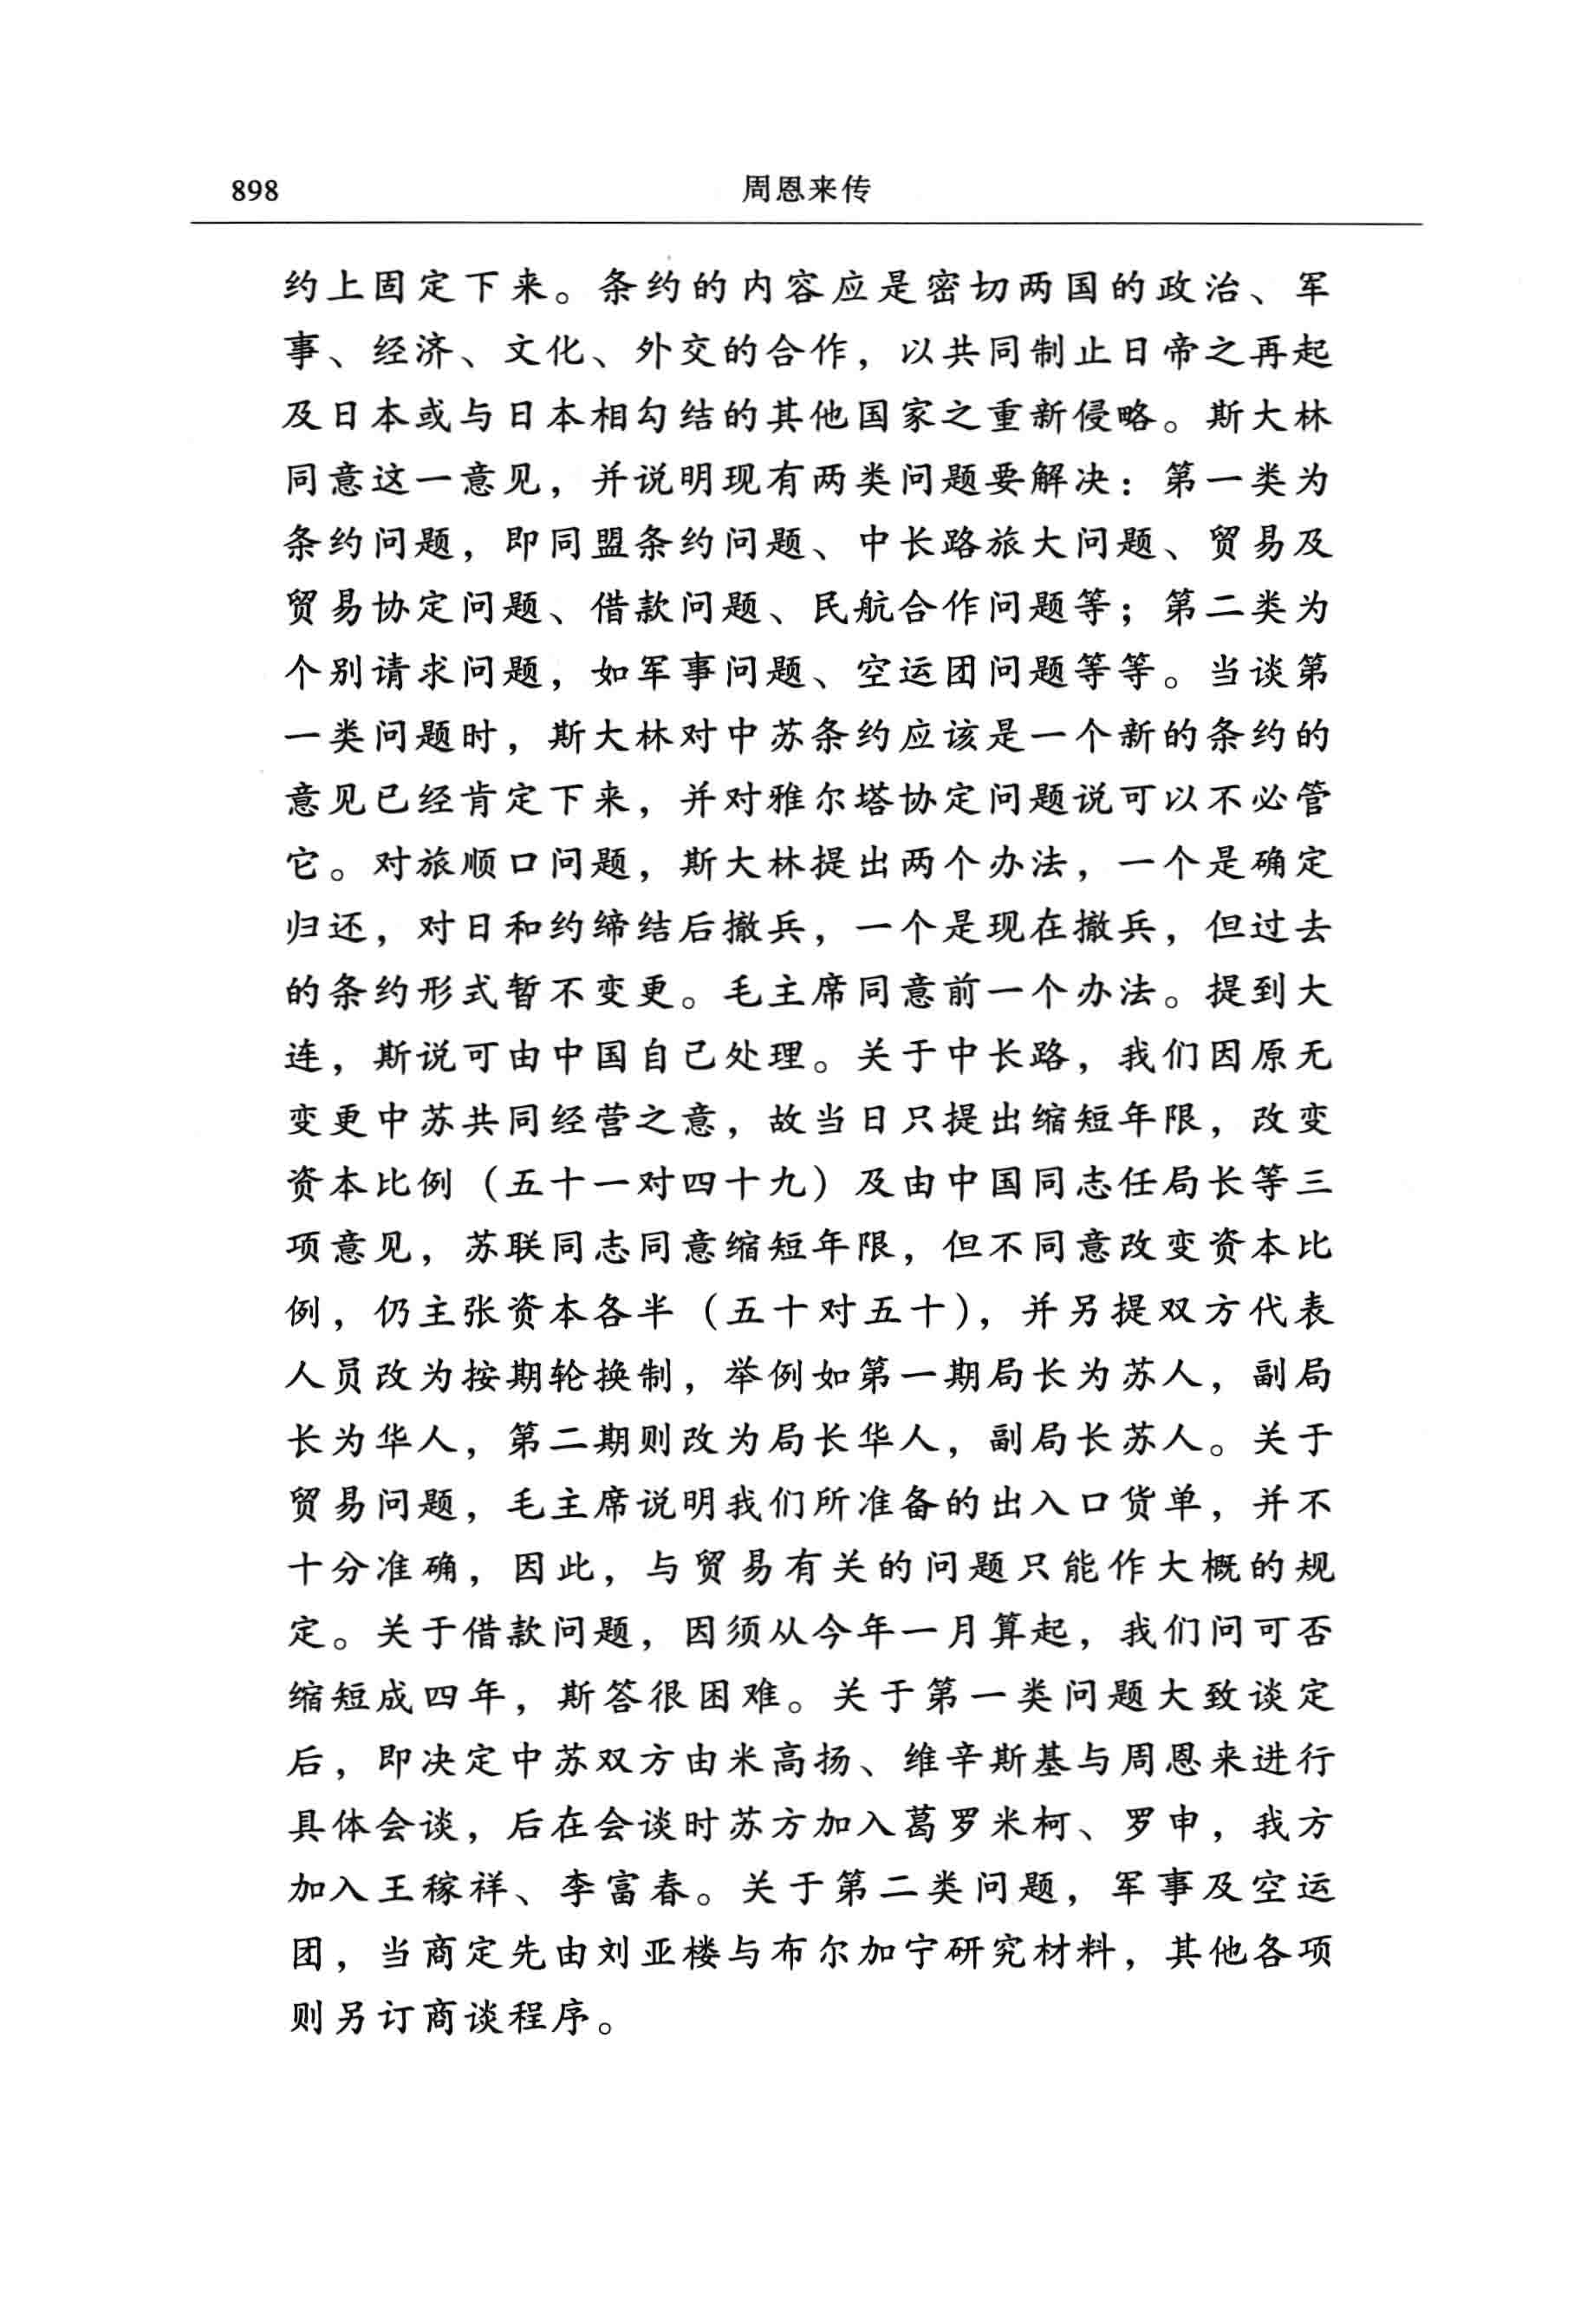 898
周恩来传
约上固定下来。条约的内容应是密切两国的政治、军
事、经济、文化、外交的合作，以共同制止日帝之再起
及日本或与日本相勾结的其他国家之重新侵略。斯大林
同意这一意见，并说明现有两类问题要解决：第一类为
条约问题，即同盟条约问题、中长路旅大问题、贸易及
贸易协定问题、借款问题、民航合作问题等；第二类为
个别请求问题，如军事问题、空运团问题等等。当谈第
一类问题时，斯大林对中苏条约应该是一个新的条约的
意见已经肯定下来，并对雅尔塔协定问题说可以不必管
它。对旅顺口问题，斯大林提出两个办法，一个是确定
归还，对日和约缔结后撤兵，一个是现在撤兵，但过去
的条约形式暂不变更。毛主席同意前一个办法。提到大
连，斯说可由中国自己处理。关于中长路，我们因原无
变更中苏共同经营之意，故当日只提出缩短年限，改变
资本比例（五十一对四十九）及由中国同志任局长等三
项意见，苏联同志同意缩短年限，但不同意改变资本比
例，仍主张资本各半（五十对五十），并另提双方代表
人员改为按期轮换制，举例如第一期局长为苏人，副局
长为华人，第二期则改为局长华人，副局长苏人。关于
贸易问题，毛主席说明我们所准备的出入口货单，并不
十分准确，因此，与贸易有关的问题只能作大概的规
定。关于借款问题，因须从今年一月算起，我们问可否
缩短成四年，斯答很困难。关于第一类问题大致谈定
后，即决定中苏双方由米高扬、维辛斯基与周恩来进行
具体会谈，后在会谈时苏方加入葛罗米柯、罗申，我方
加入王稼祥、李富春。关于第二类问题，军事及空运
团，当商定先由刘亚楼与布尔加宁研究材料，其他各项
则另订商谈程序。